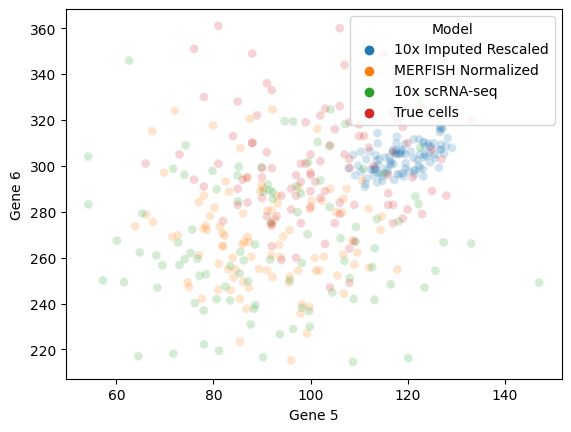 Model
10x Imputed Rescaled
MERFISH Normalized
10x scRNA-seq
True cells
360
340
320
300
280
260
240
220
Gene 6
60
80
100
120
140
Gene 5